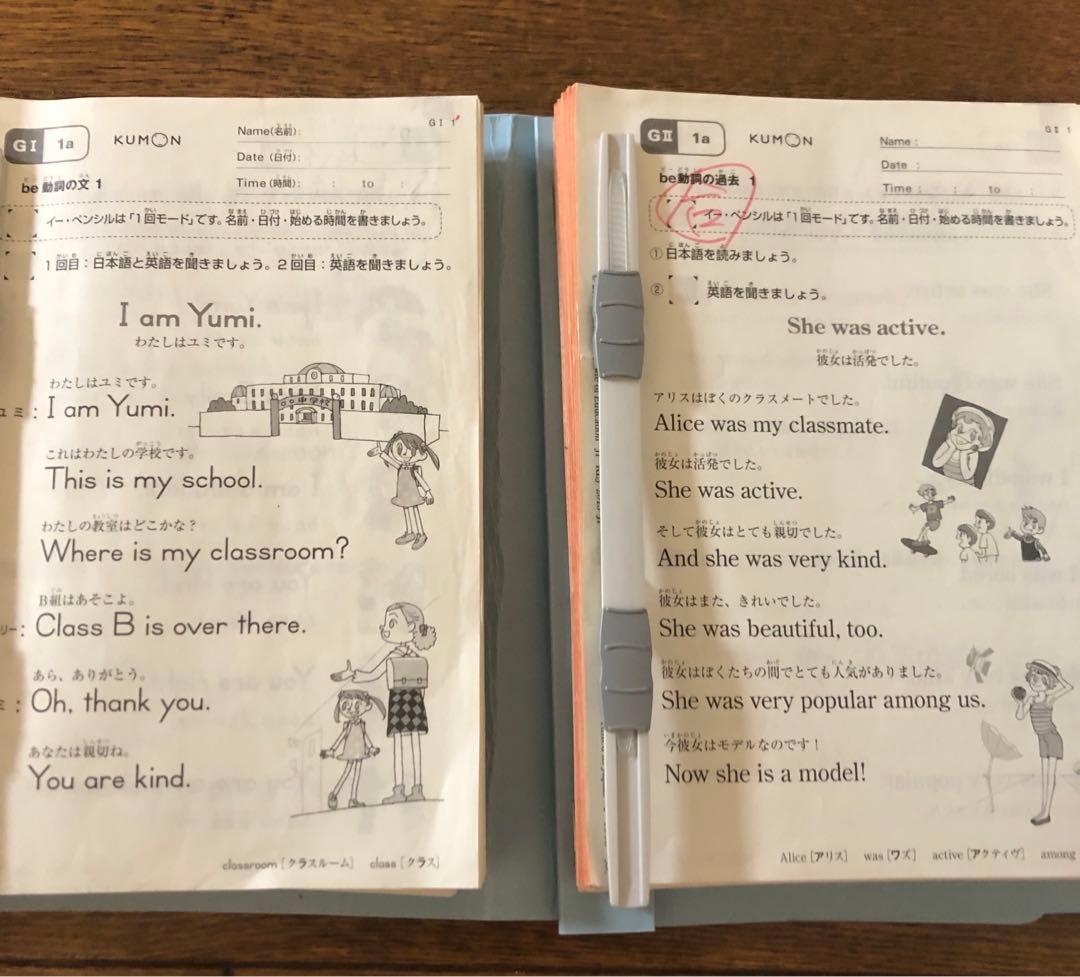 GI 1a
KUMON
GI 1
Name(名前):
Date (日付):
Time(時間): : to :
be動詞の文 1
イー・ペンシルは「1回モード」です。名前・日付・始める時間を書きましょう。
1回目：日本語と英語を聞きましょう。2回目：英語を聞きましょう。
I am Yumi.
わたしはユミです。
わたしはユミです。
ユミ: I am Yumi.
○○中学校
これはわたしの学校です。
This is my school.
わたしの教室はどこかな？
Where is my classroom?
B組はあそこよ。
リー: Class B is over there.
あら、ありがとう。
ミ: Oh, thank you.
あなたは親切ね。
You are kind.
classroom [クラスルーム] class [クラス]
GⅡ 1a
KUMON
GⅡ 1
Name :
Date :
Time : : to :
be動詞の過去 1
イー・ペンシルは「1回モード」です。名前・日付・始める時間を書きましょう。
①日本語を読みましょう。
② 英語を聞きましょう。
She was active.
彼女は活発でした。
アリスはぼくのクラスメートでした。
Alice was my classmate.
彼女は活発でした。
She was active.
そして彼女はとても親切でした。
And she was very kind.
彼女はまた、きれいでした。
She was beautiful, too.
彼女はぼくたちの間でとても人気がありました。
She was very popular among us.
今彼女はモデルなのです！
Now she is a model!
Alice [アリス] was [ワズ] active [アクティヴ] among